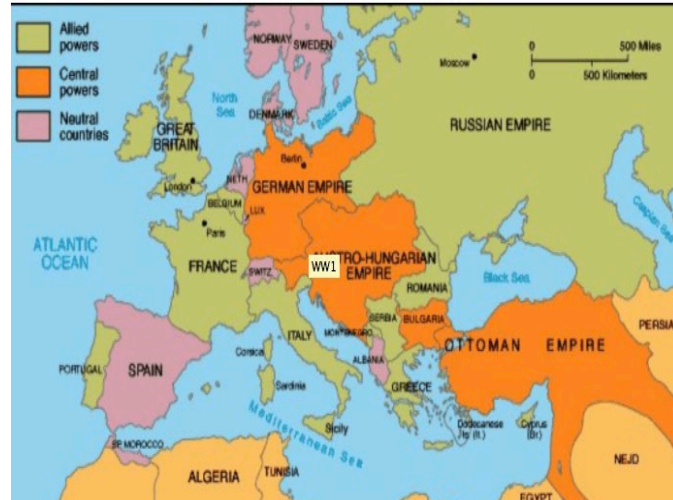 Allied
powers
Central
powers
Neutral
countries
NORWAY
SWEDEN
0 500 Miles
0 500 Kilometers
Moscow
North
Sea
DENMARK
Baltic Sea
RUSSIAN EMPIRE
GREAT
BRITAIN
London
NETH.
Berlin
GERMAN EMPIRE
BELGIUM
LUX
Paris
ATLANTIC
OCEAN
FRANCE
SWITZ.
WW1
AUSTRO-HUNGARIAN
EMPIRE
Caspian Sea
Black Sea
ROMANIA
SERBIA
BULGARIA
MONTENEGRO
ITALY
ALBANIA
OTTOMAN EMPIRE
PERSIA
PORTUGAL
SPAIN
Corsica
Sardinia
GREECE
Mediterranean Sea
Sicily
Dodecanese
Is. (It.)
Cyprus
(Br.)
SP. MOROCCO
ALGERIA
TUNISIA
NEJD
EGYPT